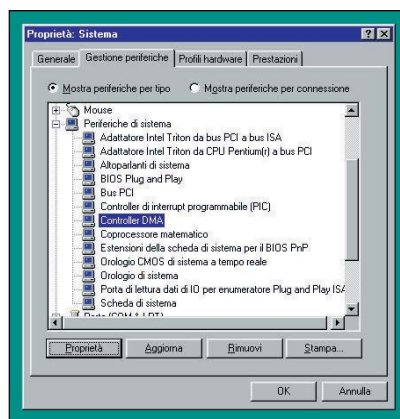 Proprietà: Sistema
Generale
Gestione periferiche
Profili hardware
Prestazioni
Mostra periferiche per tipo
Mostra periferiche per connessione
Mouse
Periferiche di sistema
Adattatore Intel Triton da bus PCI a bus ISA
Adattatore Intel Triton da CPU Pentium(r) a bus PCI
Altoparlanti di sistema
BIOS Plug and Play
Bus PCI
Controller di interrupt programmabile (PIC)
Controller DMA
Coprocessore matematico
Estensioni della scheda di sistema per il BIOS PnP
Orologio CMOS di sistema a tempo reale
Orologio di sistema
Porta di lettura dati di IO per enumeratore Plug and Play ISA
Scheda di sistema
Porte (COM & LPT)
Proprietà
Aggiorna
Rimuovi
Stampa...
OK
Annulla